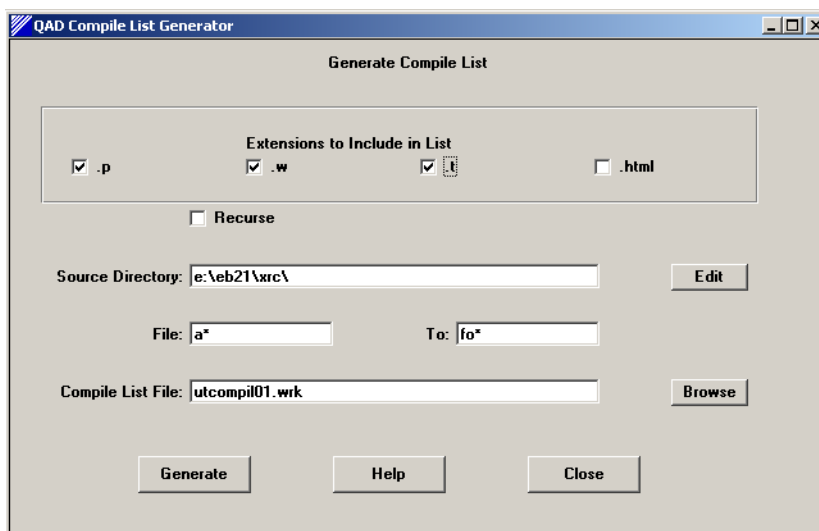 QAD Compile List Generator
Generate Compile List
Extensions to Include in List
.p .w .t .html
Recurse
Source Directory: e:\eb21\xrc\ Edit
File: a* To: fo*
Compile List File: utcompil01.wrk Browse
Generate Help Close